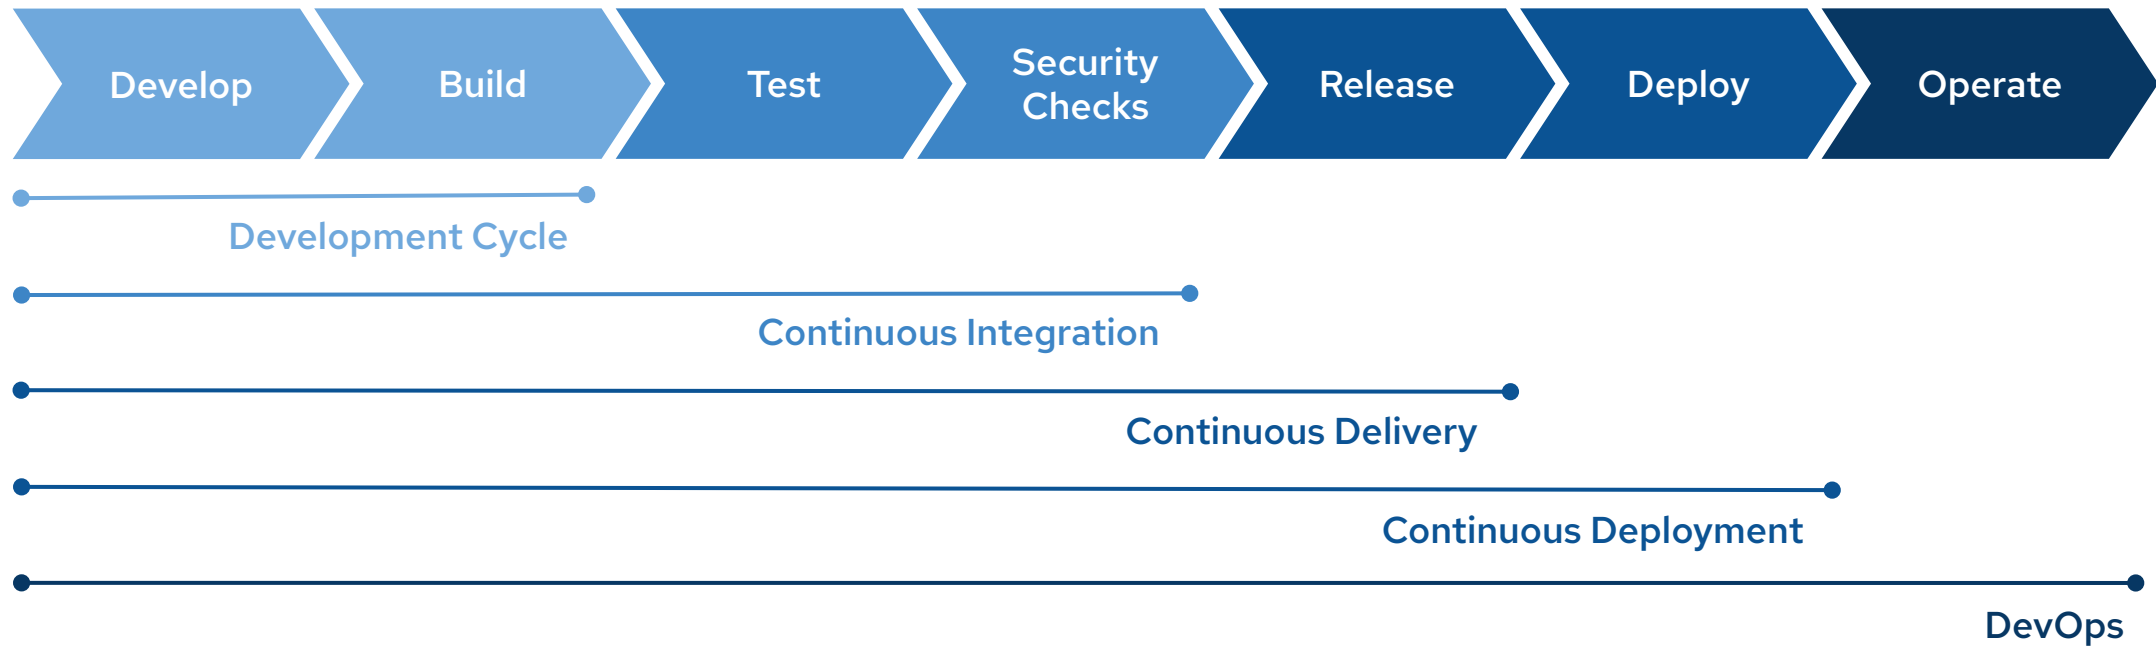 Develop
Build
Test
Security
Checks
Release
Deploy
Operate
Development Cycle
Continuous Integration
Continuous Delivery
Continuous Deployment
DevOps